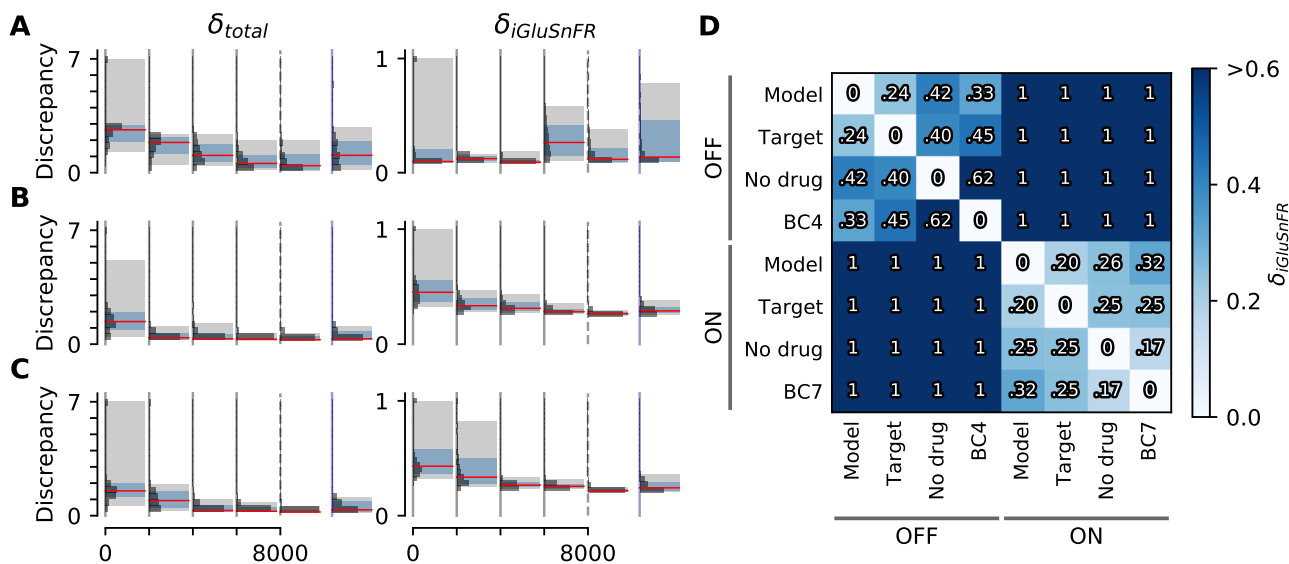 A
δtotal
δiGluSnFR
D
Discrepancy
7
0
1
0
B
Discrepancy
7
0
1
0
C
Discrepancy
7
0
1
0
0
8000
0
8000
OFF
ON
Model 0 .24 .42 .33 1 1 1 1
Target .24 0 .40 .45 1 1 1 1
No drug .42 .40 0 .62 1 1 1 1
BC4 .33 .45 .62 0 1 1 1 1
Model 1 1 1 1 0 .20 .26 .32
Target 1 1 1 1 .20 0 .25 .25
No drug 1 1 1 1 .25 .25 0 .17
BC7 1 1 1 1 .32 .25 .17 0
Model Target No drug BC4 Model Target No drug BC7
OFF ON
>0.6
0.4
0.2
0.0
δiGluSnFR